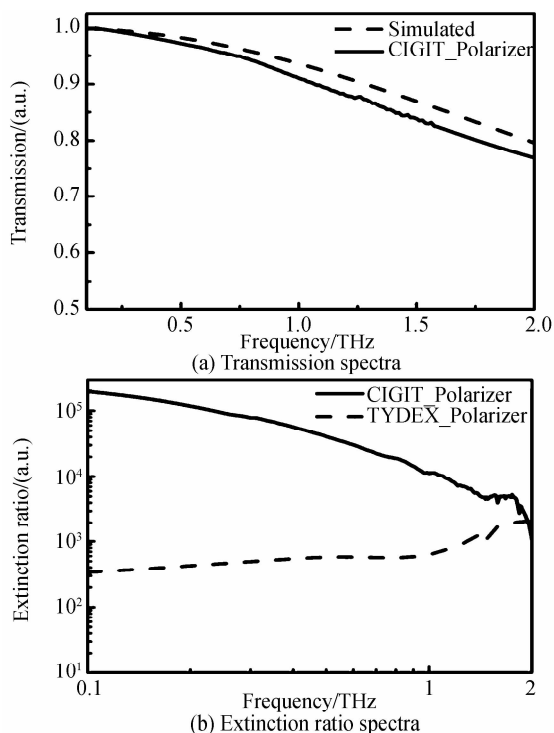 1.0
0.9
0.8
0.7
0.6
0.5
Transmission/(a.u.)
Simulated
CIGIT_Polarizer
0.5 1.0 1.5 2.0
Frequency/THz
(a) Transmission spectra
10^5
10^4
10^3
10^2
10^1
Extinction ratio/(a.u.)
CIGIT_Polarizer
TYDEX_Polarizer
0.1 1 2
Frequency/THz
(b) Extinction ratio spectra